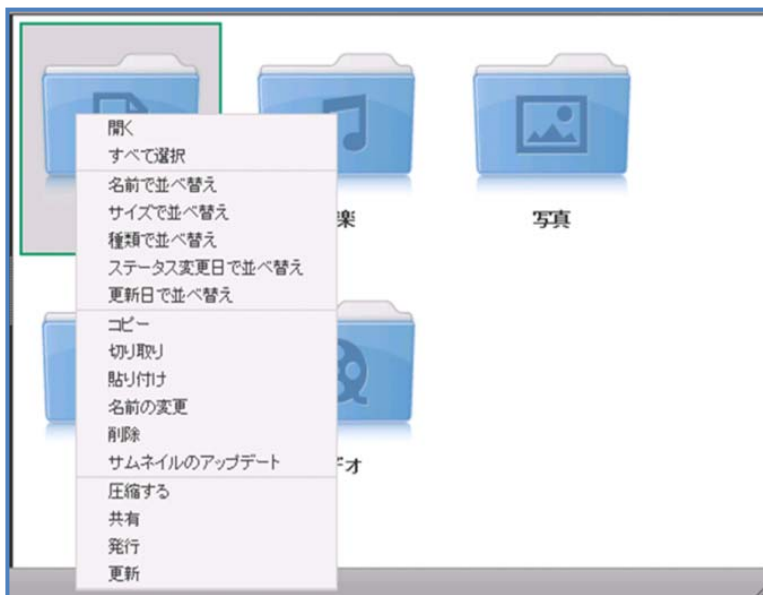 開く
すべて選択
名前で並べ替え
サイズで並べ替え
種類で並べ替え
ステータス変更日で並べ替え
更新日で並べ替え
コピー
切り取り
貼り付け
名前の変更
削除
サムネイルのアップデート
圧縮する
共有
発行
更新
楽
写真
デオ